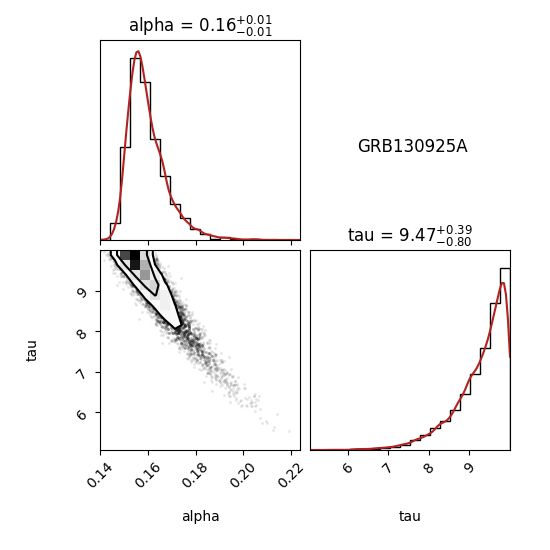 alpha = 0.16+0.01−0.01
GRB130925A
tau = 9.47+0.39−0.80
9
8
7
6
tau
0.14
0.16
0.18
0.20
0.22
alpha
6
7
8
9
tau